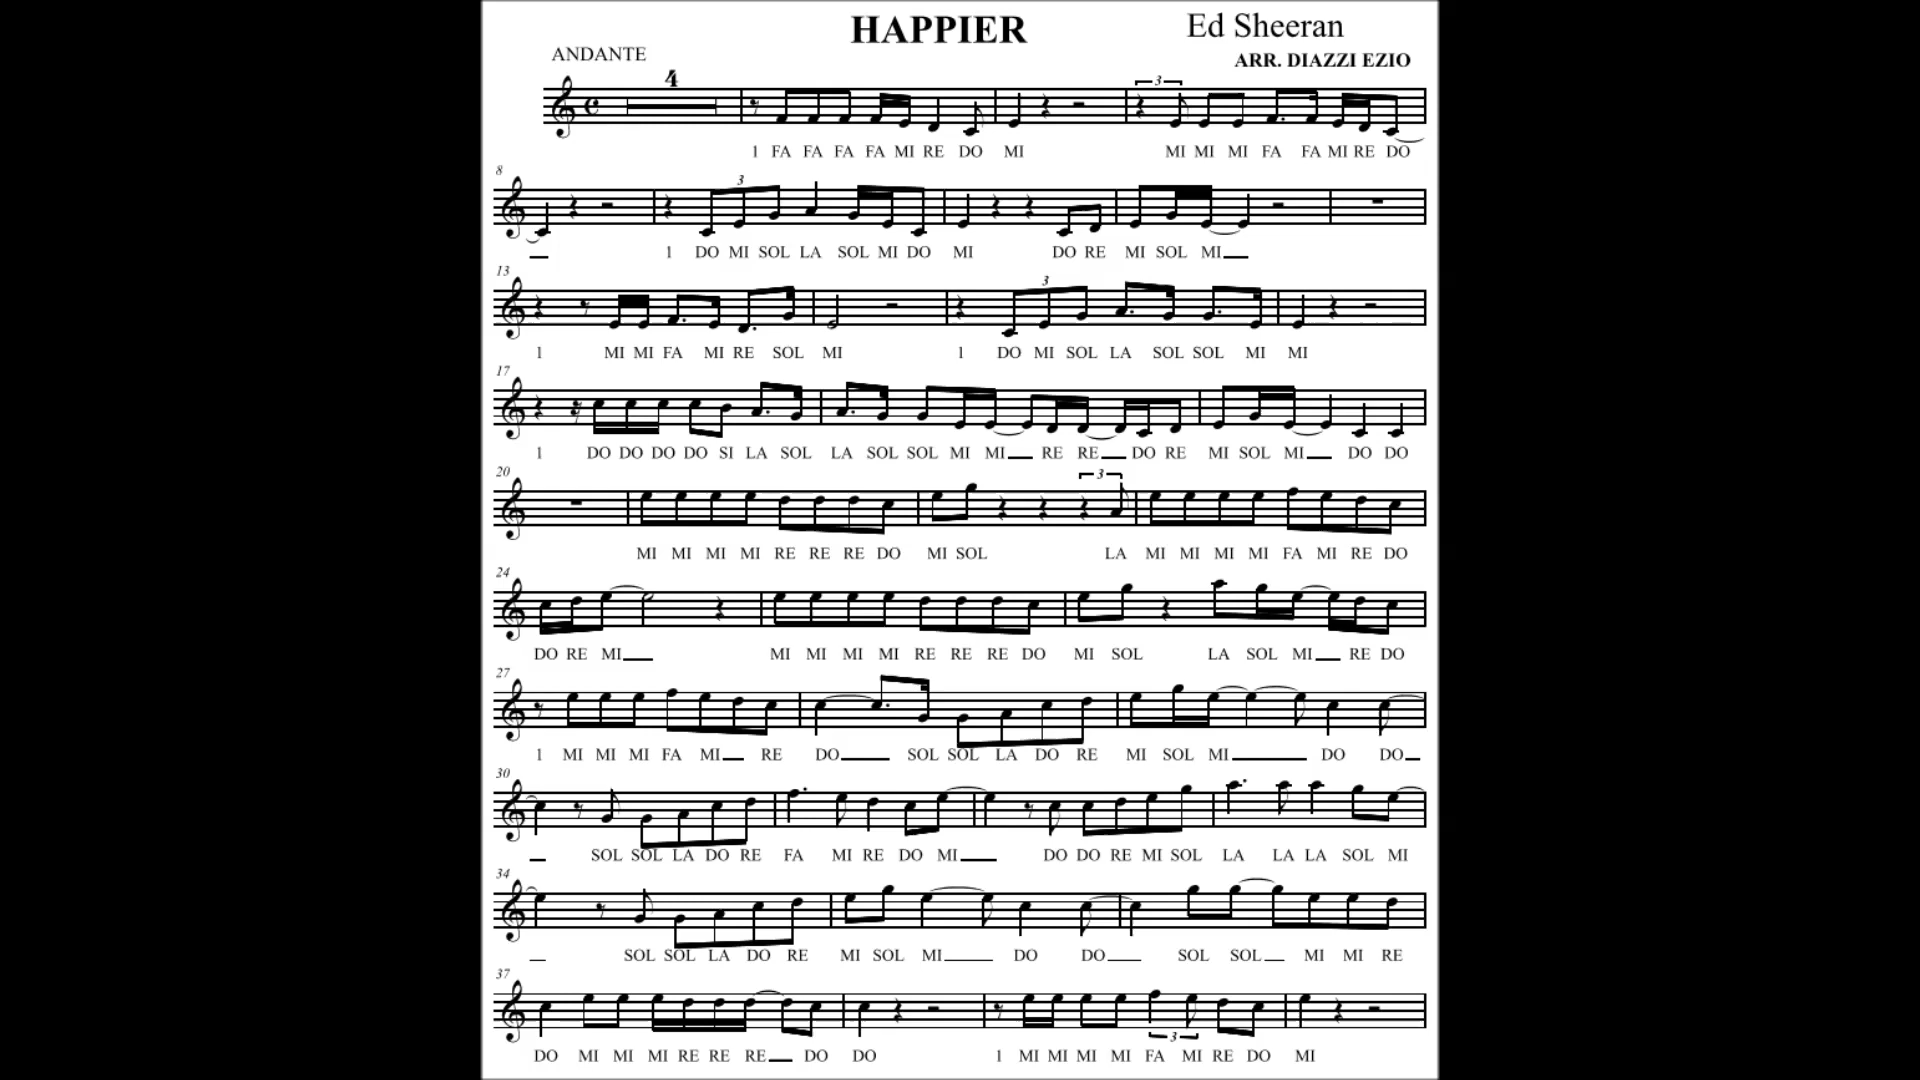 HAPPIER
Ed Sheeran
ANDANTE
ARR. DIAZZI EZIO
4
3
1 FA FA FA FA MI RE DO MI MI MI MI FA FA MI RE DO
8
3
1 DO MI SOL LA SOL MI DO MI DO RE MI SOL MI
13
3
1 MI MI FA MI RE SOL MI 1 DO MI SOL LA SOL SOL MI MI
17
1 DO DO DO DO SI LA SOL LA SOL SOL MI MI RE RE DO RE MI SOL MI DO DO
20
3
MI MI MI MI RE RE RE DO MI SOL LA MI MI MI MI FA MI RE DO
24
DO RE MI MI MI MI MI RE RE RE DO MI SOL LA SOL MI RE DO
27
1 MI MI MI FA MI RE DO SOL SOL LA DO RE MI SOL MI DO DO
30
SOL SOL LA DO RE FA MI RE DO MI DO DO RE MI SOL LA LA LA SOL MI
34
SOL SOL LA DO RE MI SOL MI DO DO SOL SOL MI MI RE
37
3
DO MI MI MI RE RE RE DO DO 1 MI MI MI MI FA MI RE DO MI